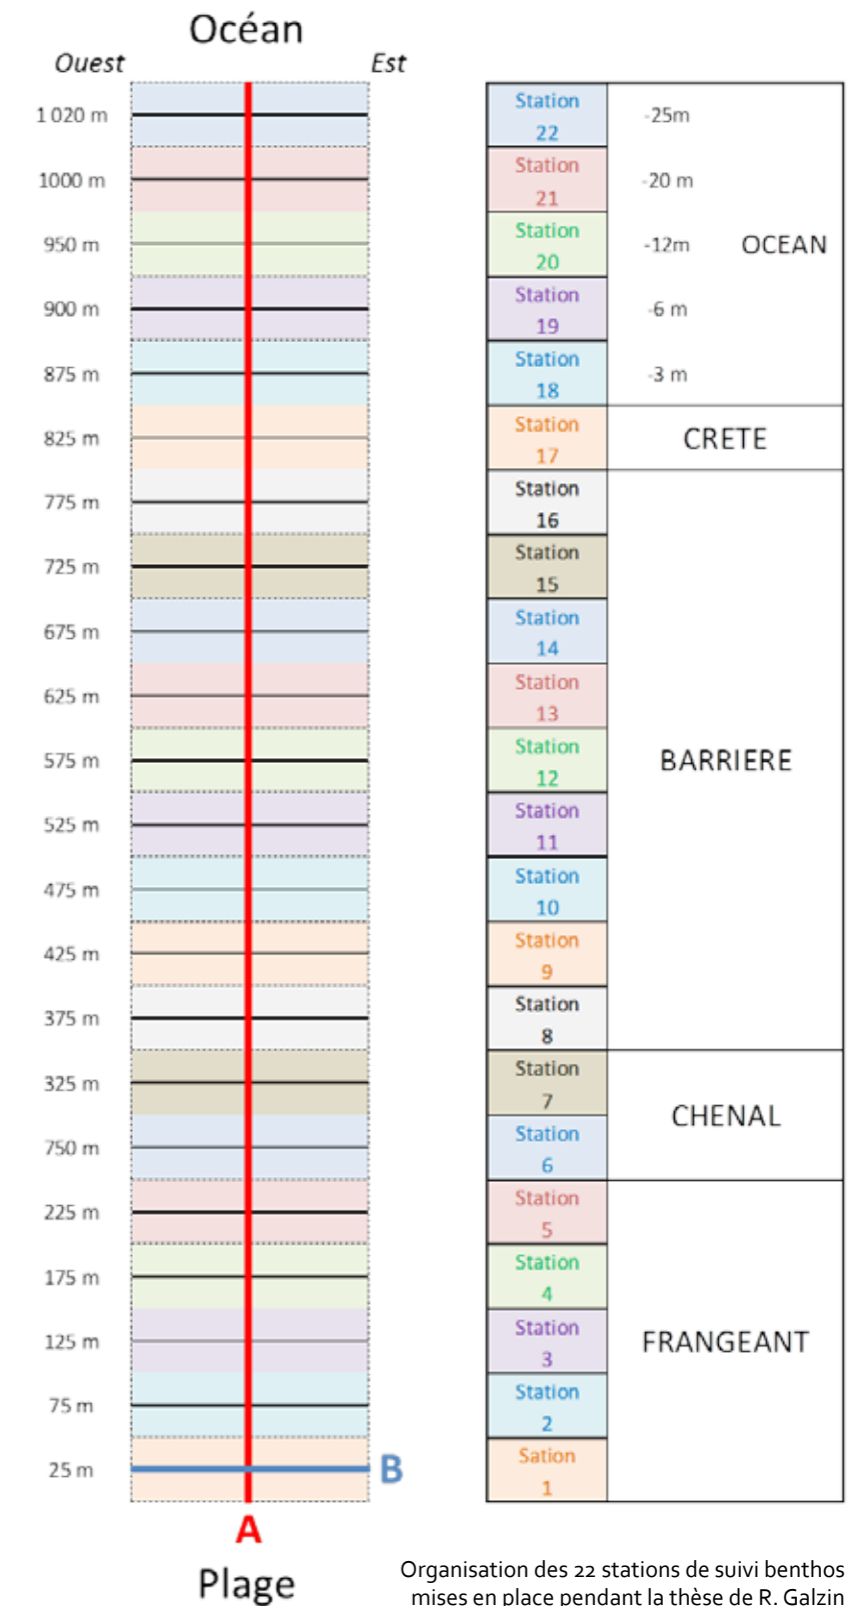 Océan
Ouest
Est
1 020 m
Station
22
-25m
1000 m
Station
21
-20 m
950 m
Station
20
-12m
OCEAN
900 m
Station
19
-6 m
875 m
Station
18
-3 m
825 m
Station
17
CRETE
775 m
Station
16
725 m
Station
15
675 m
Station
14
625 m
Station
13
575 m
Station
12
BARRIERE
525 m
Station
11
475 m
Station
10
425 m
Station
9
375 m
Station
8
325 m
Station
7
CHENAL
750 m
Station
6
225 m
Station
5
175 m
Station
4
125 m
Station
3
FRANGEANT
75 m
Station
2
25 m
B
Sation
1
A
Plage
Organisation des 22 stations de suivi benthos
mises en place pendant la thèse de R. Galzin